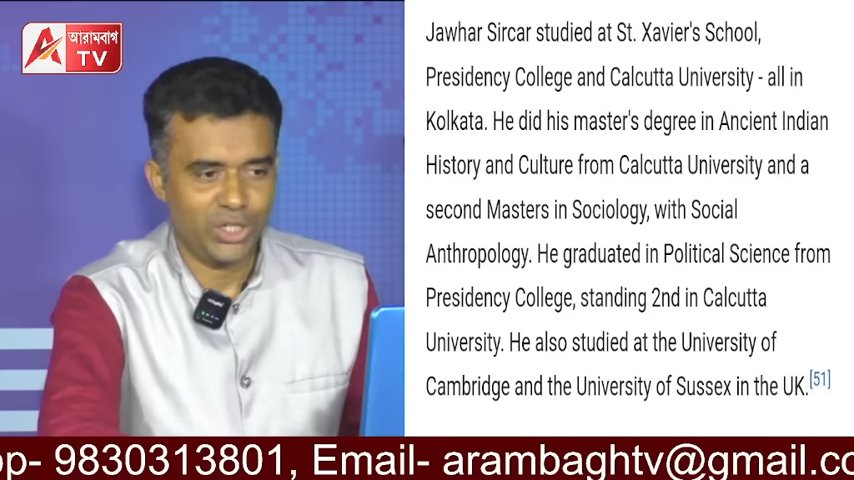 আরামবাগ
TV
Jawhar Sircar studied at St. Xavier's School,
Presidency College and Calcutta University - all in
Kolkata. He did his master's degree in Ancient Indian
History and Culture from Calcutta University and a
second Masters in Sociology, with Social
Anthropology. He graduated in Political Science from
Presidency College, standing 2nd in Calcutta
University. He also studied at the University of
Cambridge and the University of Sussex in the UK.[51]
pp- 9830313801, Email- arambaghtv@gmail.co